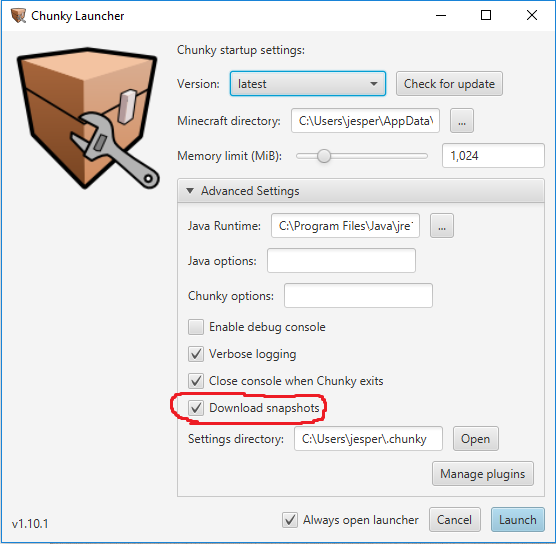 Chunky Launcher
Chunky startup settings:
Version: latest Check for update
Minecraft directory: C:\Users\jesper\AppData\ ...
Memory limit (MiB): 1,024
Advanced Settings
Java Runtime: C:\Program Files\Java\jre ...
Java options:
Chunky options:
Enable debug console
Verbose logging
Close console when Chunky exits
Download snapshots
Settings directory: C:\Users\jesper\.chunky Open
Manage plugins
v1.10.1 Always open launcher Cancel Launch